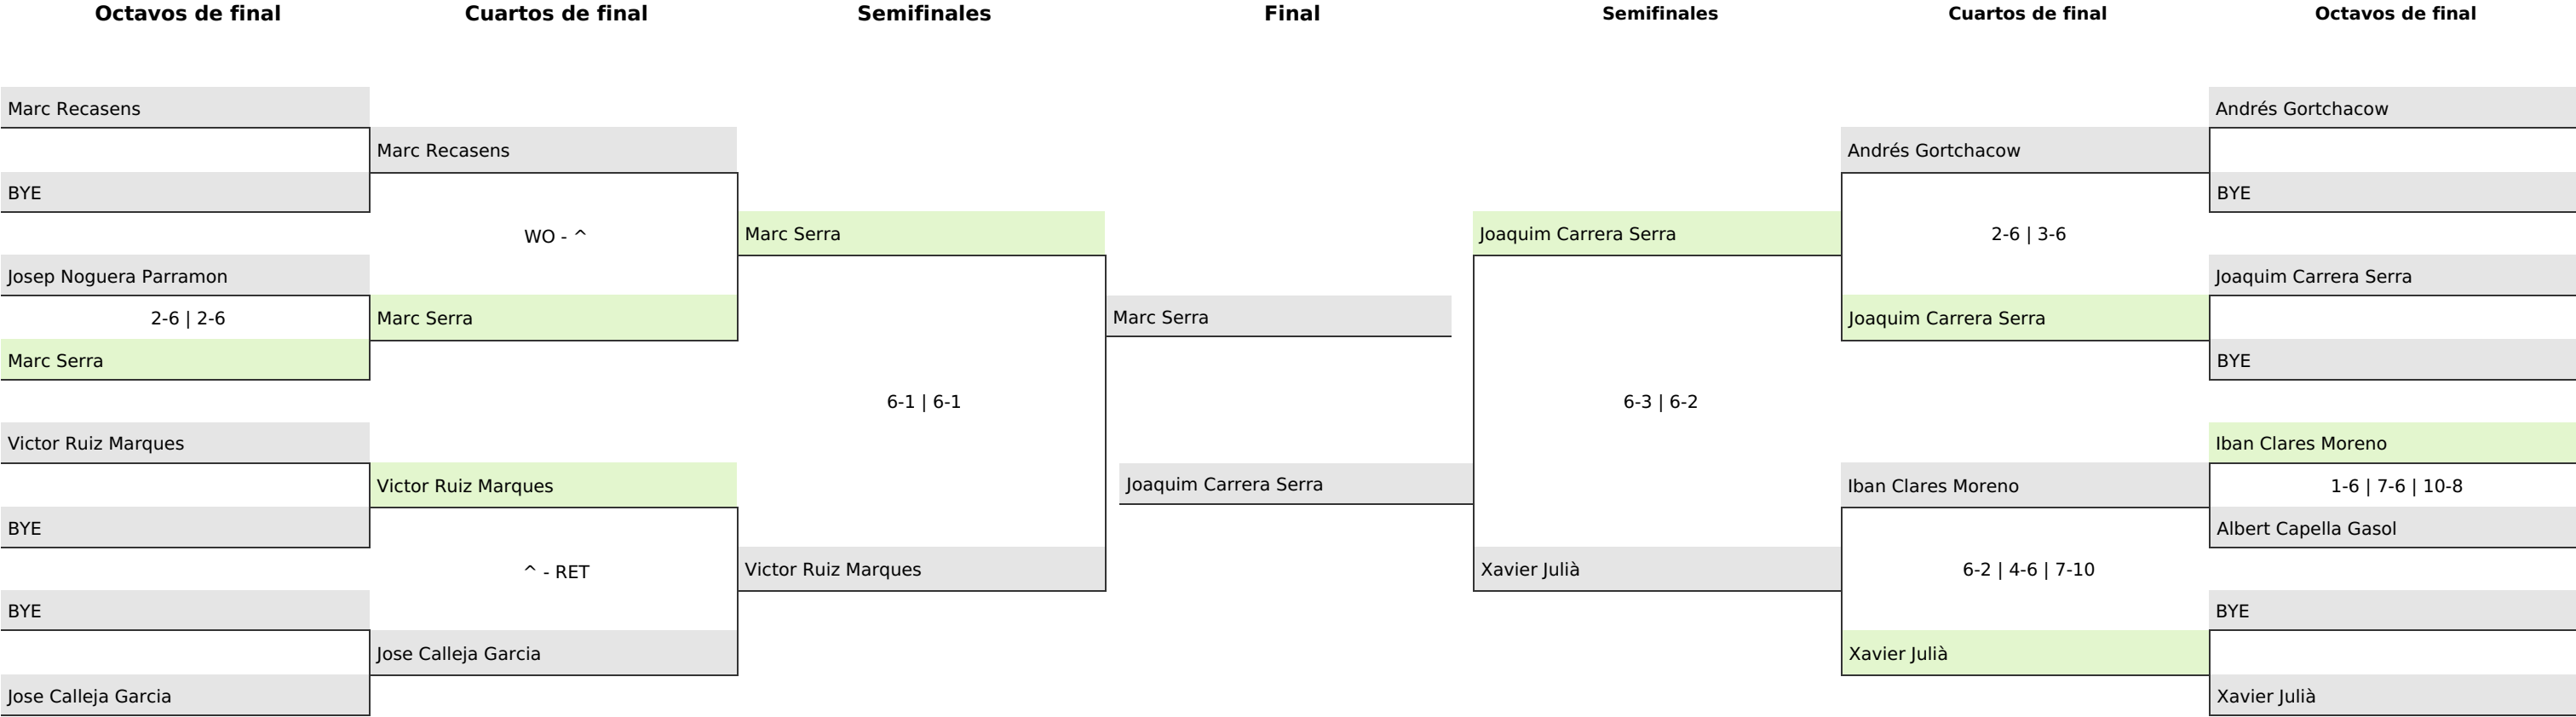 Octavos de final
Cuartos de final
Semifinales
Final
Semifinales
Cuartos de final
Octavos de final
Marc Recasens
BYE
Josep Noguera Parramon
2-6 | 2-6
Marc Serra
Victor Ruiz Marques
BYE
BYE
Jose Calleja Garcia
Marc Recasens
WO - ^
Marc Serra
Victor Ruiz Marques
^ - RET
Jose Calleja Garcia
Marc Serra
6-1 | 6-1
Victor Ruiz Marques
Marc Serra
Joaquim Carrera Serra
Joaquim Carrera Serra
6-3 | 6-2
Xavier Julià
Andrés Gortchacow
2-6 | 3-6
Joaquim Carrera Serra
Iban Clares Moreno
6-2 | 4-6 | 7-10
Xavier Julià
Andrés Gortchacow
BYE
Joaquim Carrera Serra
BYE
Iban Clares Moreno
1-6 | 7-6 | 10-8
Albert Capella Gasol
BYE
Xavier Julià